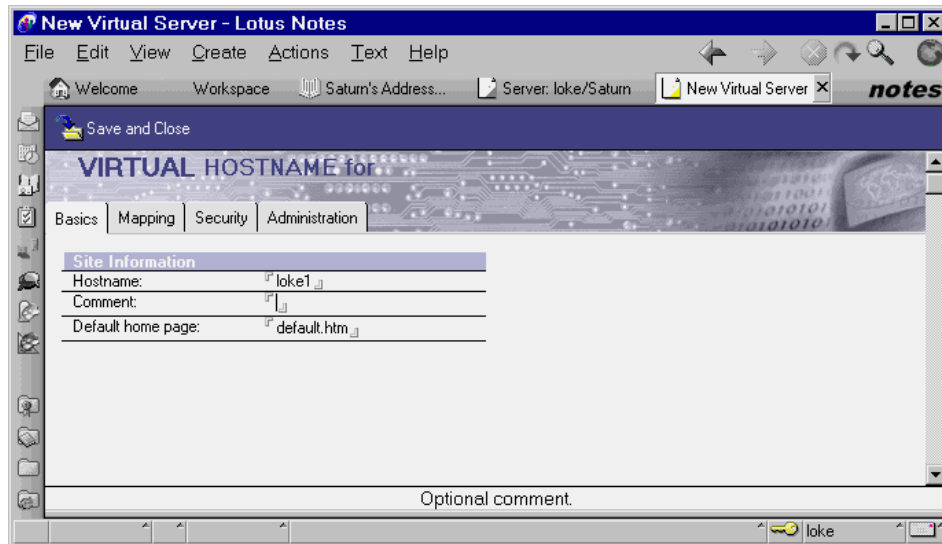 New Virtual Server - Lotus Notes
File Edit View Create Actions Text Help
Welcome Workspace Saturn's Address... Server: loke/Saturn New Virtual Server notes
Save and Close
VIRTUAL HOSTNAME for
Basics Mapping Security Administration
Site Information
Hostname: loke1
Comment:
Default home page: default.htm
Optional comment.
loke